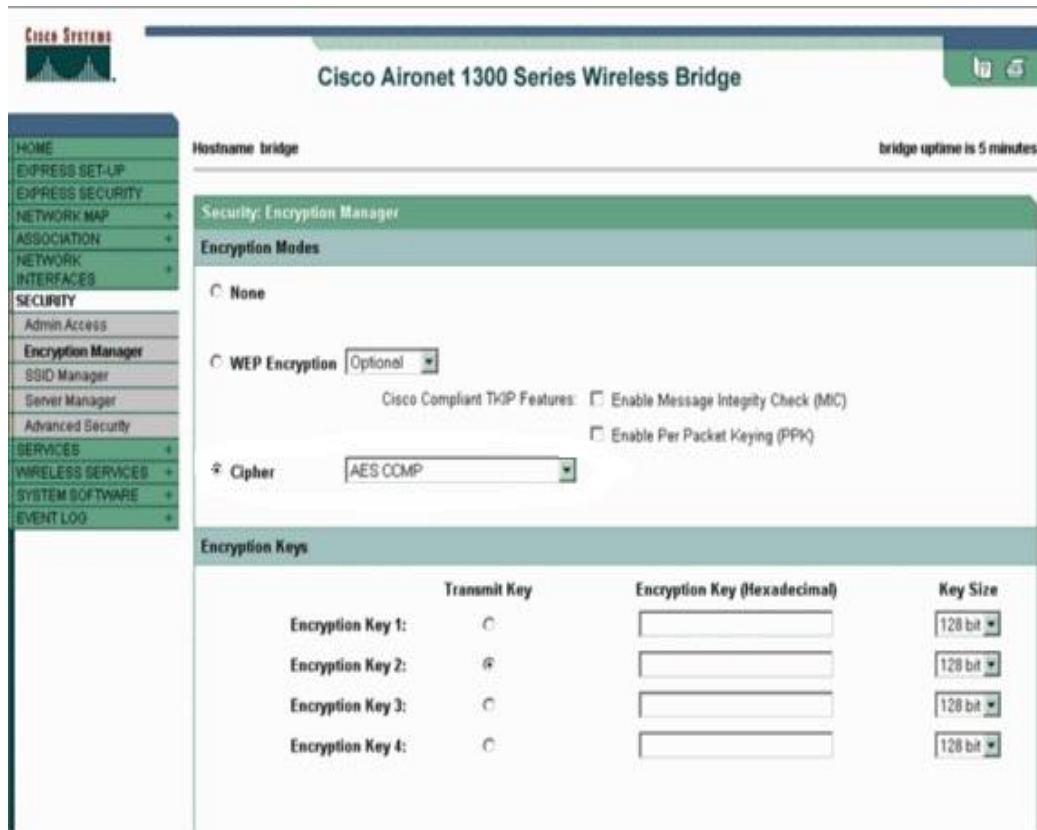 CISCO SYSTEMS
Cisco Aironet 1300 Series Wireless Bridge
HOME
EXPRESS SET-UP
EXPRESS SECURITY
NETWORK MAP +
ASSOCIATION +
NETWORK INTERFACES +
SECURITY
Admin Access
Encryption Manager
SSID Manager
Server Manager
Advanced Security
SERVICES +
WIRELESS SERVICES +
SYSTEM SOFTWARE +
EVENT LOG +
Hostname bridge
bridge uptime is 5 minutes
Security: Encryption Manager
Encryption Modes
None
WEP Encryption Optional
Cisco Compliant TKIP Features: Enable Message Integrity Check (MIC)
Enable Per Packet Keying (PPK)
Cipher AES CCMP
Encryption Keys
Transmit Key Encryption Key (Hexadecimal) Key Size
Encryption Key 1: 128 bit
Encryption Key 2: 128 bit
Encryption Key 3: 128 bit
Encryption Key 4: 128 bit